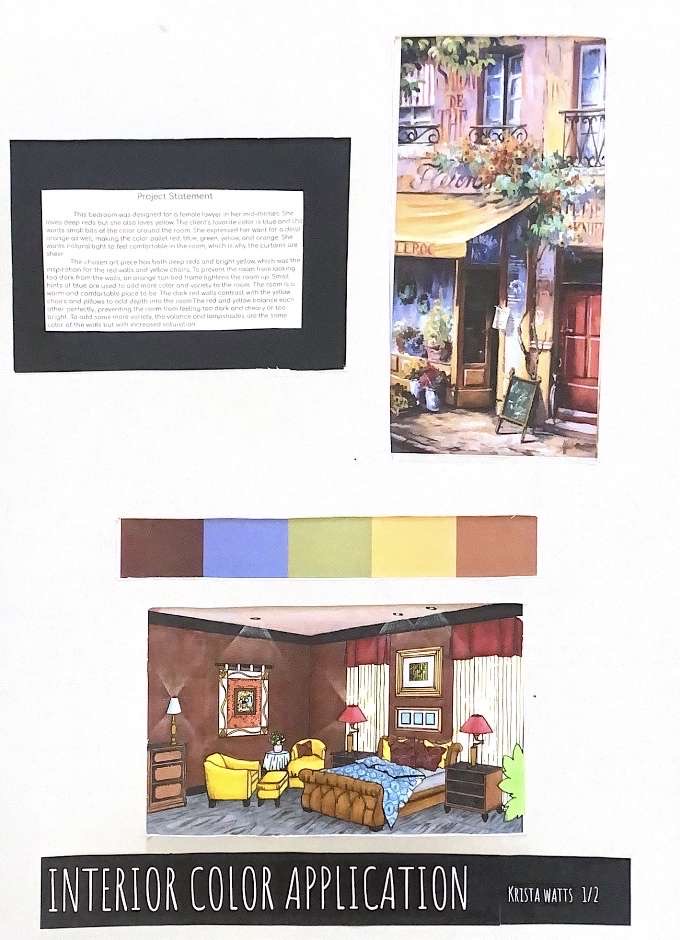 Project Statement
This bedroom was designed for a female lawyer in her mid-thirties. She
loves deep reds but she also loves yellow. The client's favorite color is blue and she
wants small bits of the color around the room. She expressed her want for a
orange as well, making the color pallet red, blue, green, yellow, and orange. She
wants natural light to feel comfortable in the room, which is why the curtains are
sheer.
The chosen art piece has both deep reds and bright yellow which was the
inspiration for the red walls and yellow chairs. To prevent the room from looking
too dark from the walls, an orange tun bed frame lightens the room up. Small
hints of blue are used to add more color and variety to the room. The room is a
warm and comfortable place to be. The dark red walls contrast with the yellow
chairs and pillows to add depth into the room. The red and yellow balance each
other perfectly, preventing the room from feeling too dark and dreary or too
bright. To add some more variety, the valance and lampshades are the same
color of the walls but with increased saturation.
DE
LEROC
INTERIOR COLOR APPLICATION
KRISTA WATTS 1/2